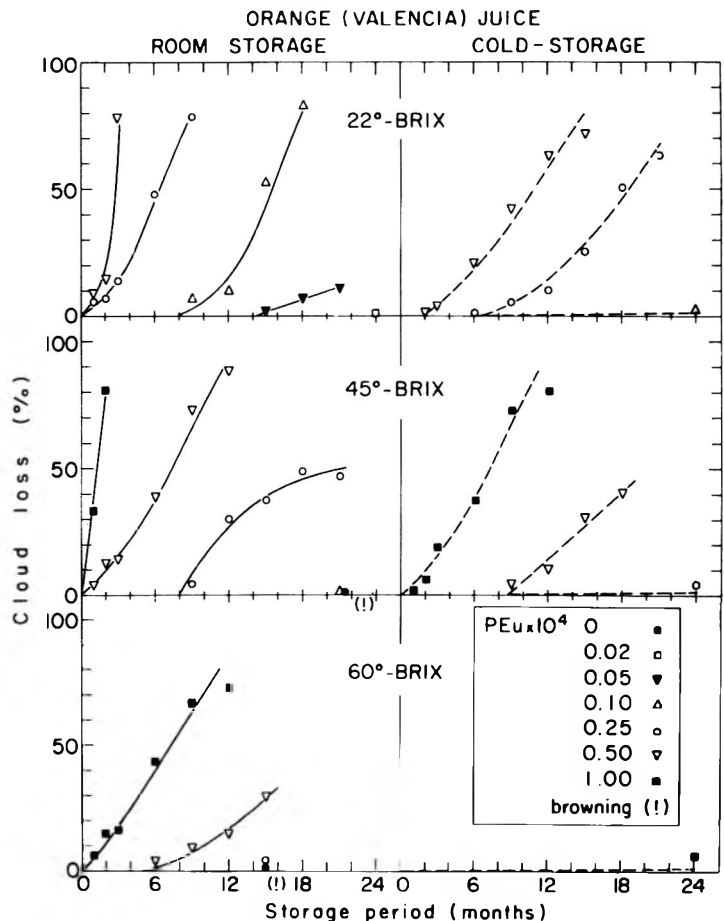 ORANGE (VALENCIA) JUICE
ROOM STORAGE
COLD-STORAGE
100
50
0
22°-BRIX
100
50
0
45°-BRIX
(!)
100
50
0
60°-BRIX
Cloud loss (%)
PEu×10⁴ 0
0.02
0.05
0.10
0.25
0.50
1.00
browning (!)
0 6 12 (!) 18 24 0 6 12 18 24
Storage period (months)